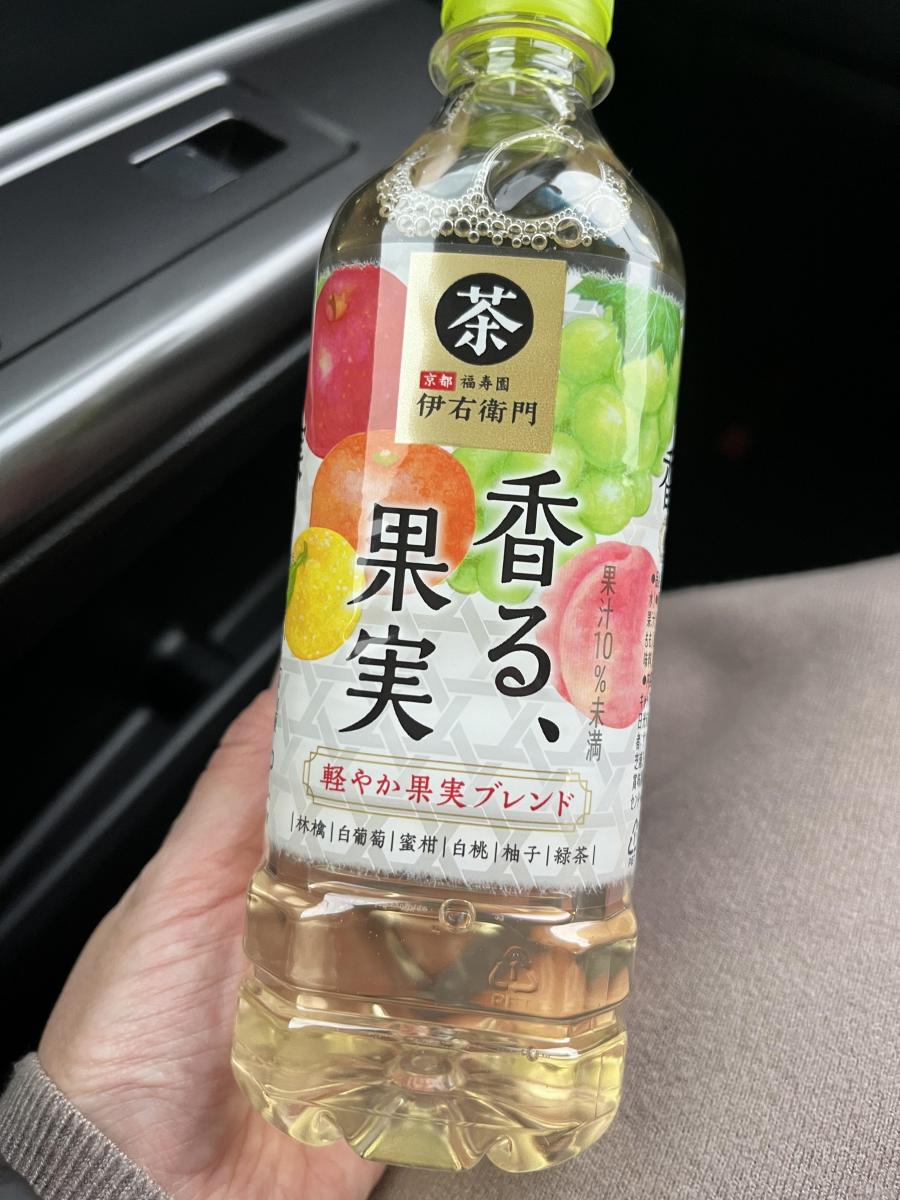 茶
京都 福寿園
伊右衛門
香る、
果実
果汁10%未満
軽やか果実ブレンド
|林檎|白葡萄|蜜柑|白桃|柚子|緑茶|